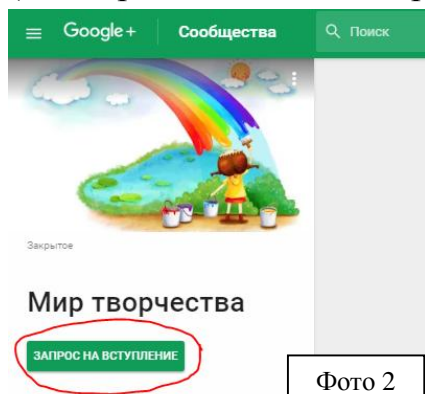 Google+ Сообщества Поиск
Закрытое
Мир творчества
ЗАПРОС НА ВСТУПЛЕНИЕ
Фото 2